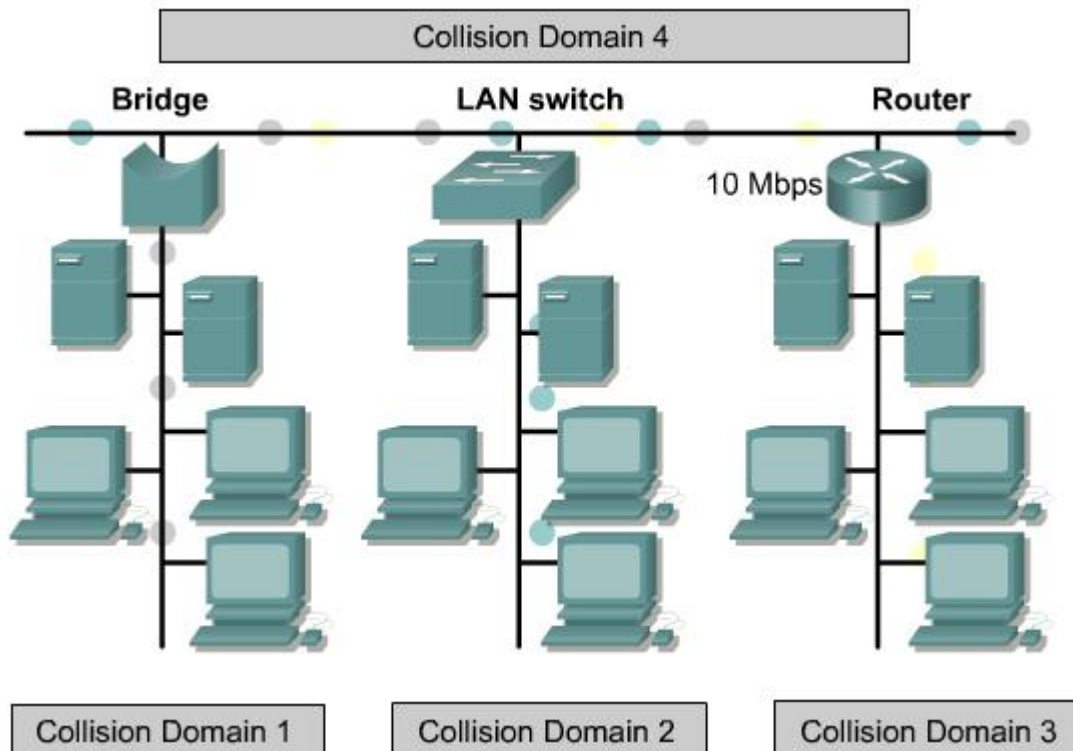 Collision Domain 4
Bridge
LAN switch
Router
10 Mbps
Collision Domain 1
Collision Domain 2
Collision Domain 3